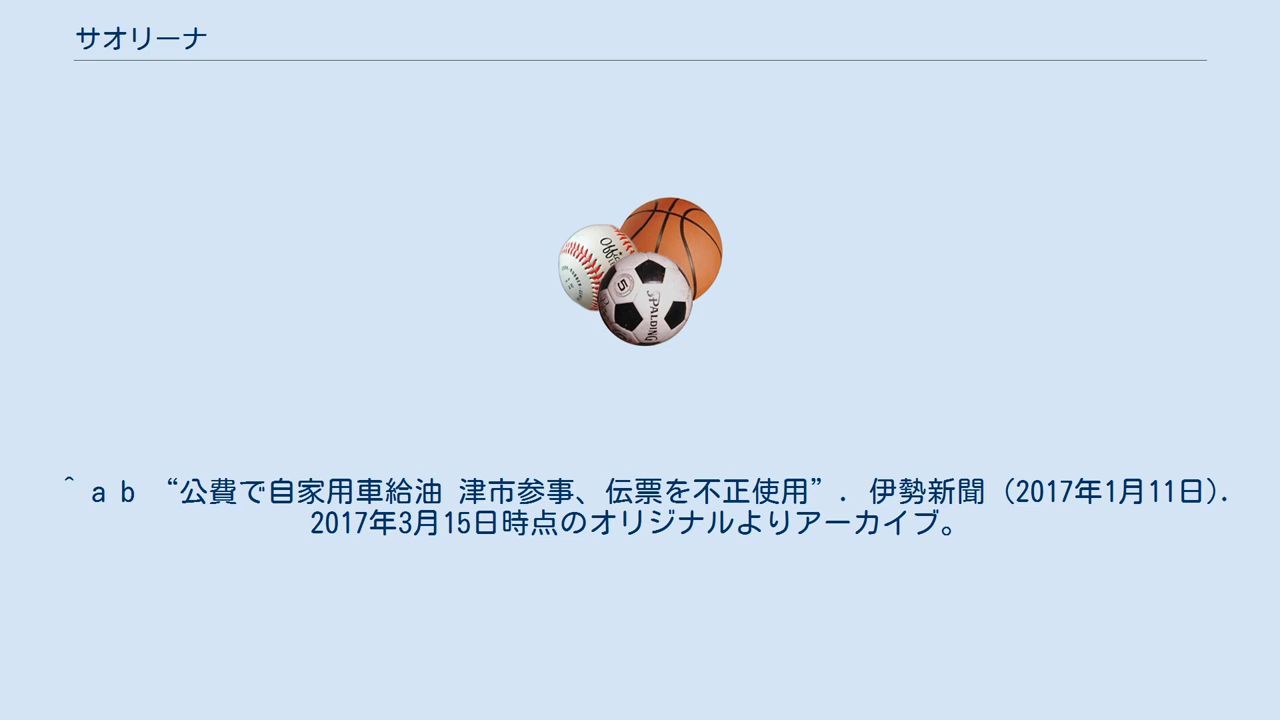 サオリーナ
Offici
5
SPALDING
^ a b “公費で自家用車給油 津市参事、伝票を不正使用”. 伊勢新聞 (2017年1月11日).
2017年3月15日時点のオリジナルよりアーカイブ。